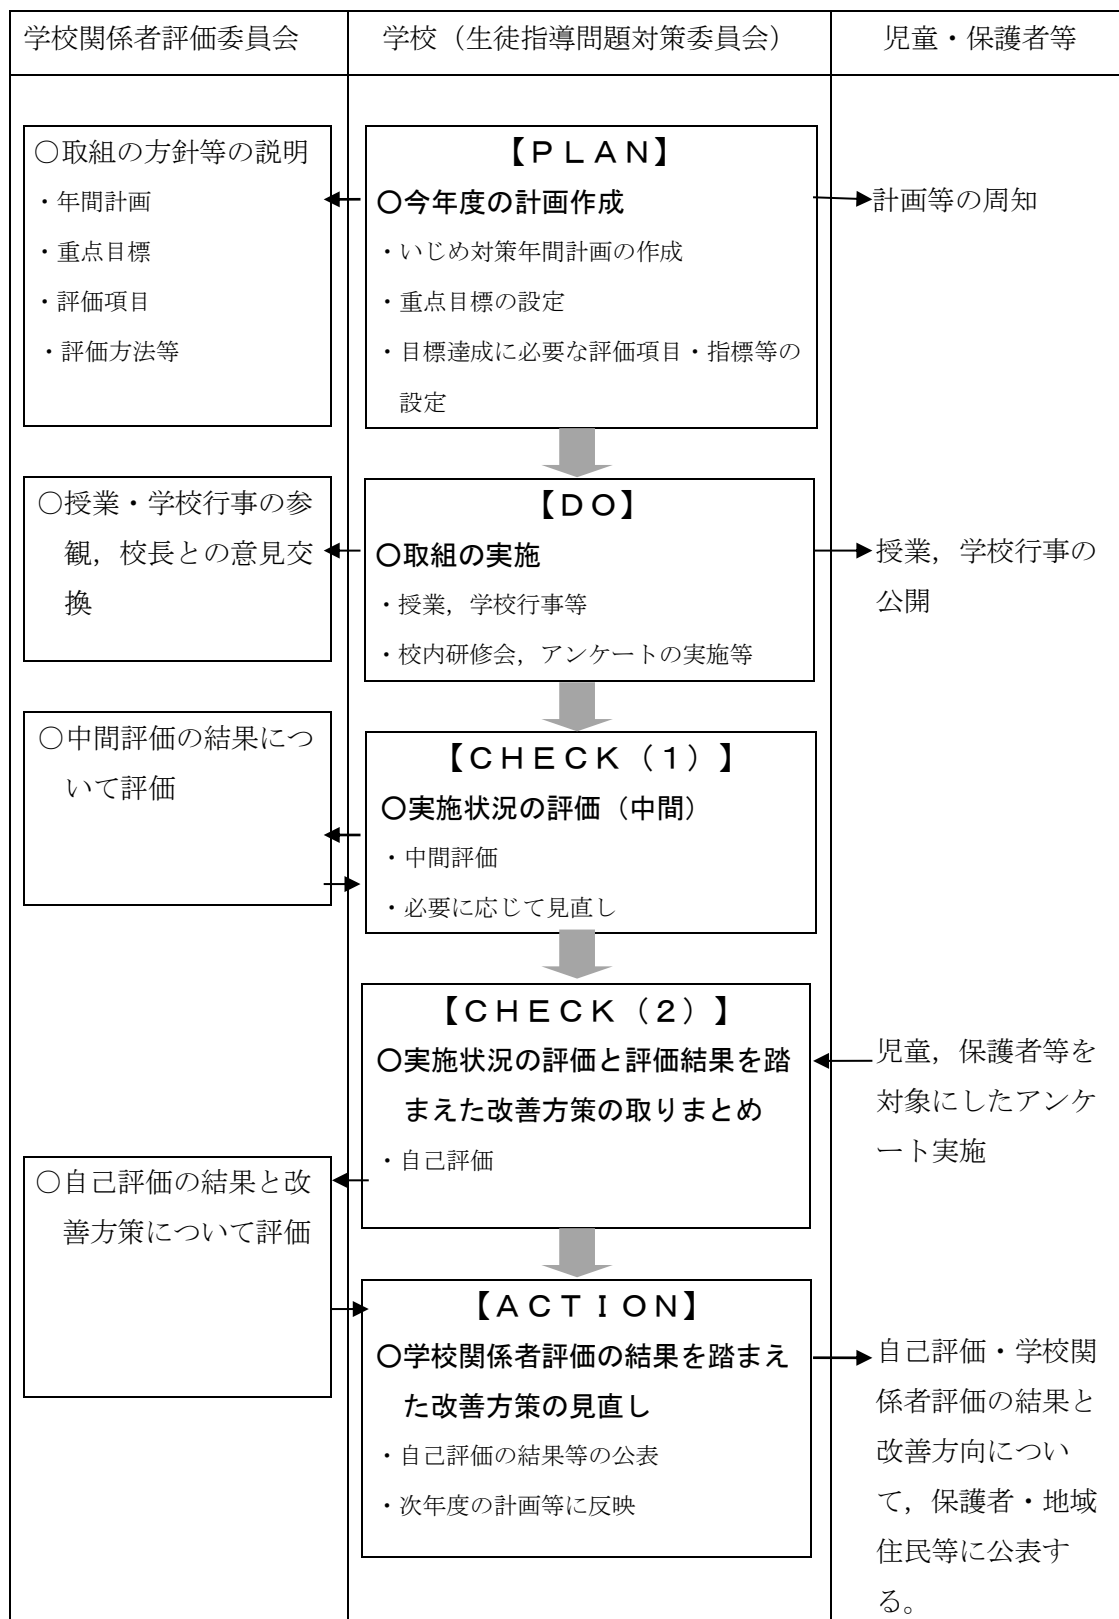 学校関係者評価委員会
学校（生徒指導問題対策委員会）
児童・保護者等
○取組の方針等の説明
・年間計画
・重点目標
・評価項目
・評価方法等
【ＰＬＡＮ】
○今年度の計画作成
・いじめ対策年間計画の作成
・重点目標の設定
・目標達成に必要な評価項目・指標等の
設定
計画等の周知
○授業・学校行事の参
観，校長との意見交
換
【ＤＯ】
○取組の実施
・授業，学校行事等
・校内研修会，アンケートの実施等
授業，学校行事の
公開
○中間評価の結果につ
いて評価
【ＣＨＥＣＫ（１）】
○実施状況の評価（中間）
・中間評価
・必要に応じて見直し
【ＣＨＥＣＫ（２）】
○実施状況の評価と評価結果を踏
まえた改善方策の取りまとめ
・自己評価
児童，保護者等を
対象にしたアンケ
ート実施
○自己評価の結果と改
善方策について評価
【ＡＣＴＩＯＮ】
○学校関係者評価の結果を踏まえ
た改善方策の見直し
・自己評価の結果等の公表
・次年度の計画等に反映
自己評価・学校関
係者評価の結果と
改善方向につい
て，保護者・地域
住民等に公表す
る。